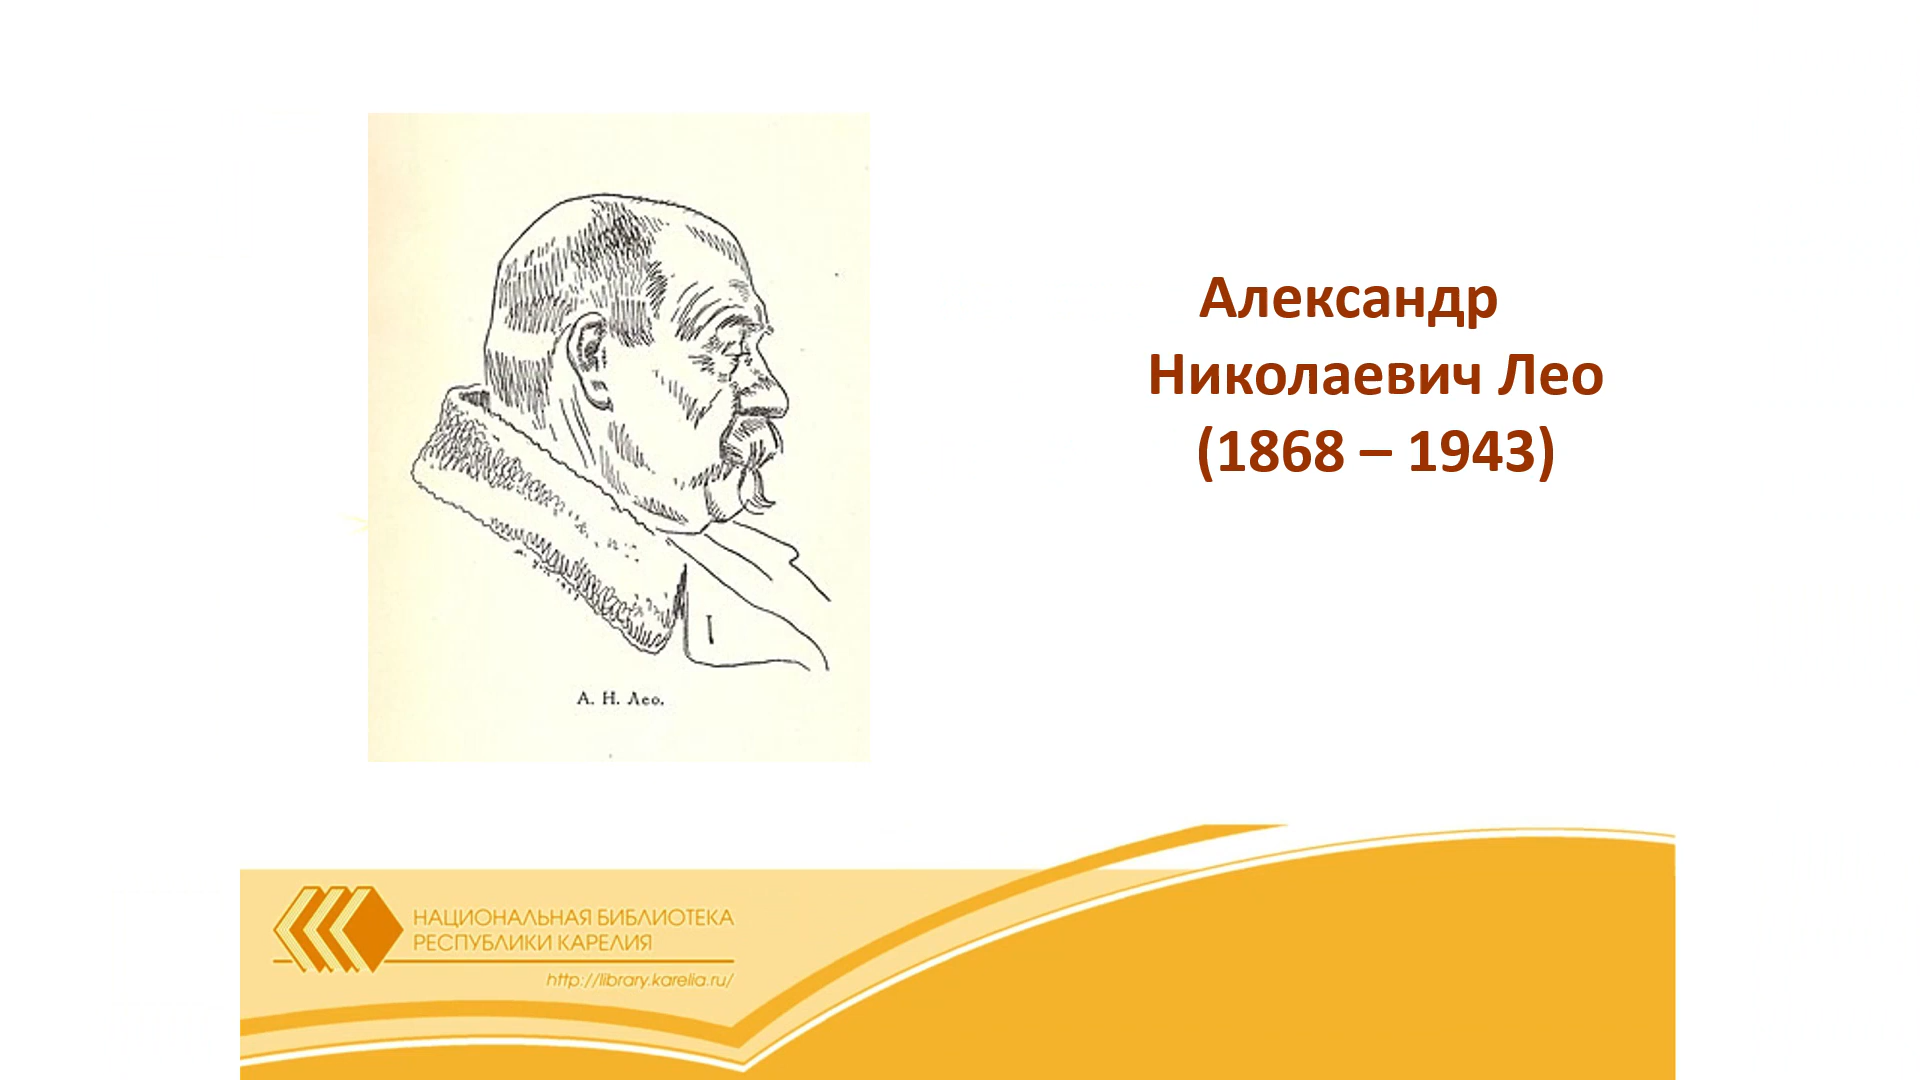 Александр
Николаевич Лео
(1868 – 1943)
А. Н. Лео.
НАЦИОНАЛЬНАЯ БИБЛИОТЕКА
РЕСПУБЛИКИ КАРЕЛИЯ
http://library.karelia.ru/